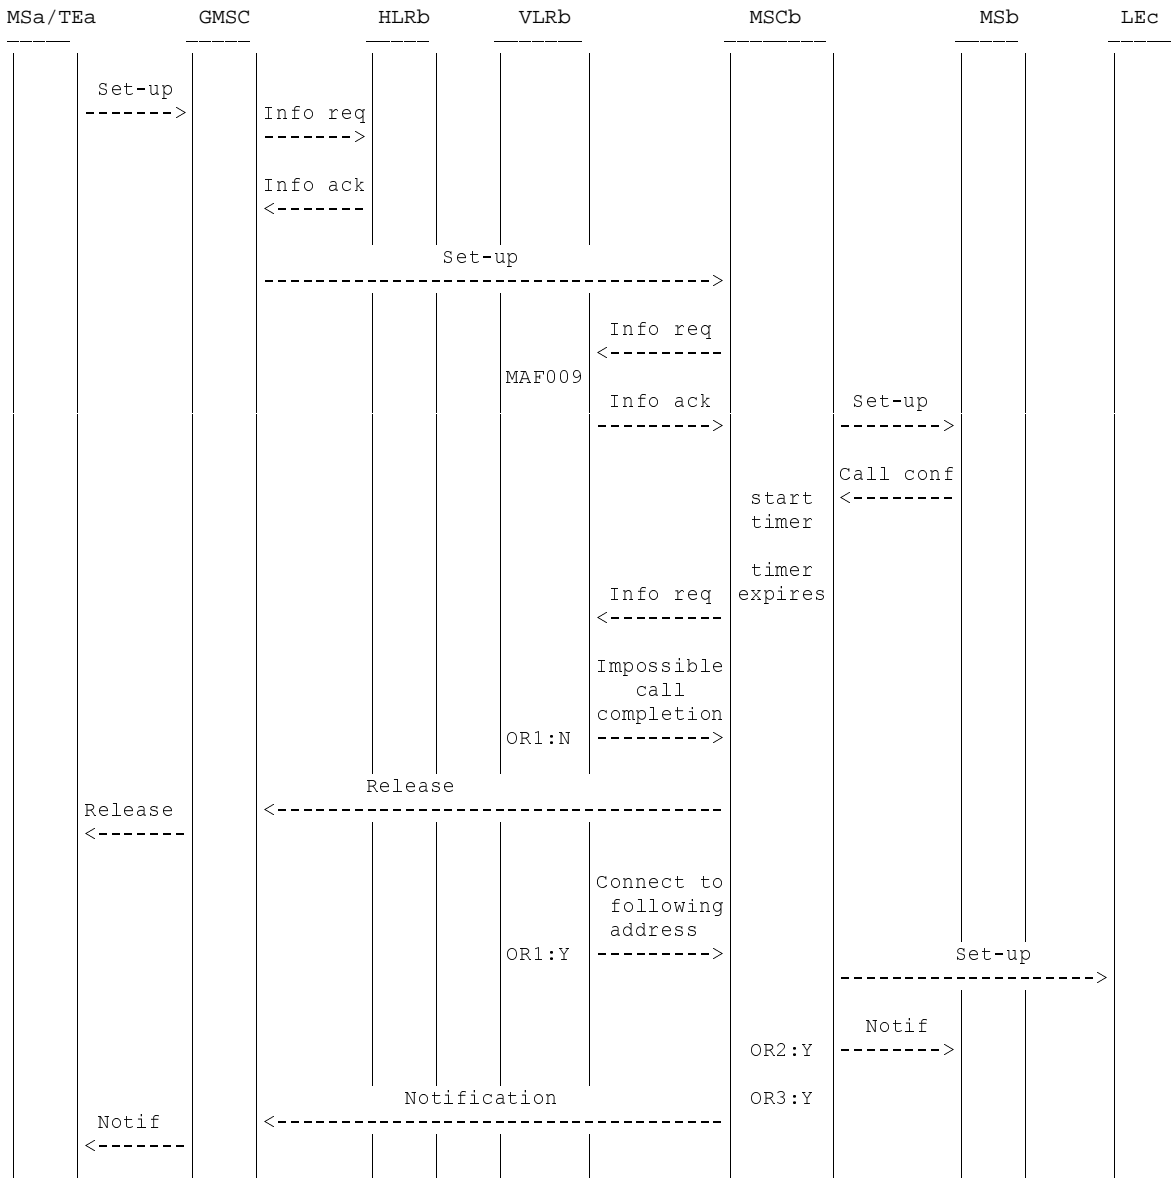 MSa/TEa GMSC HLRb VLRb MSCb MSb LEc
Set-up
Info req
Info ack
Set-up
Info req
MAF009
Info ack Set-up
Call conf
start
timer
timer
Info req expires
Impossible
call
completion
OR1:N
Release
Release
Connect to
following
address
OR1:Y Set-up
Notif
OR2:Y
Notification OR3:Y
Notif